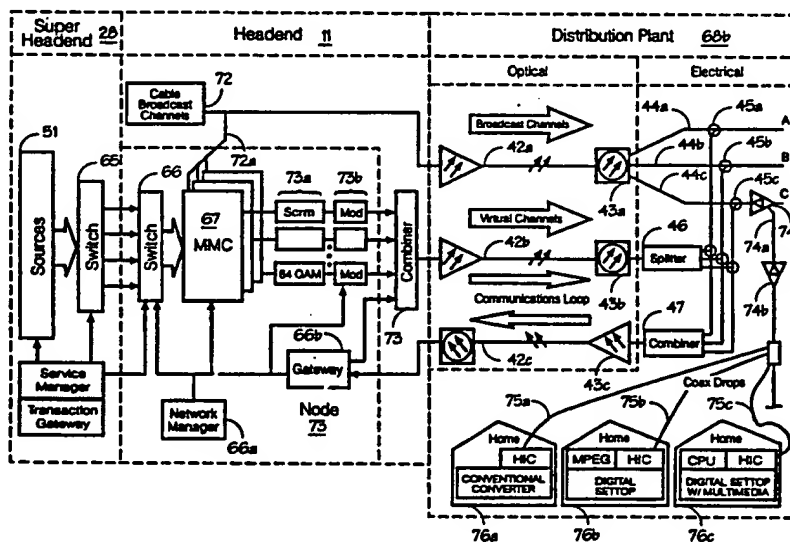 Super
Headend 28
Headend 11
Distribution Plant 68b
Optical
Electrical
72
Cable
Broadcast
Channels
72a
51
65
66
73a
73b
Sources
Switch
Switch
67
MMC
Scrm
Mod
64 QAM
Mod
Combiner
73
Service
Manager
Transaction
Gateway
Network
Manager
66a
66b
Gateway
Node
73
Broadcast Channels
42a
43a
44a
44b
44c
45a
45b
45c
A
B
C
74
74a
74b
Virtual Channels
42b
43b
46
Splitter
Communications Loop
42c
43c
47
Combiner
Coax Drops
75a
75b
75c
Home
HIC
CONVENTIONAL
CONVERTER
76a
Home
MPEG
HIC
DIGITAL
SETTOP
76b
Home
CPU
HIC
DIGITAL SETTOP
W/ MULTIMEDIA
76c